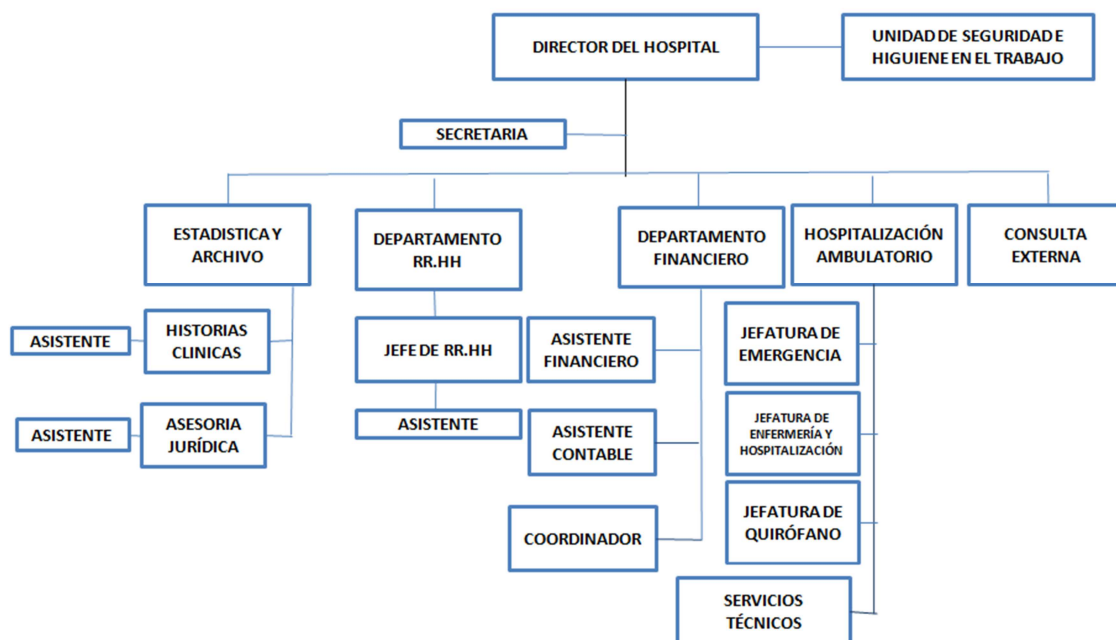 DIRECTOR DEL HOSPITAL
UNIDAD DE SEGURIDAD E
HIGUIENE EN EL TRABAJO
SECRETARIA
ESTADISTICA Y
ARCHIVO
DEPARTAMENTO
RR.HH
DEPARTAMENTO
FINANCIERO
HOSPITALIZACIÓN
AMBULATORIO
CONSULTA
EXTERNA
ASISTENTE
HISTORIAS
CLINICAS
JEFE DE RR.HH
ASISTENTE
FINANCIERO
JEFATURA DE
EMERGENCIA
ASISTENTE
ASESORIA
JURÍDICA
ASISTENTE
ASISTENTE
CONTABLE
JEFATURA DE
ENFERMERÍA Y
HOSPITALIZACIÓN
COORDINADOR
JEFATURA DE
QUIRÓFANO
SERVICIOS
TÉCNICOS